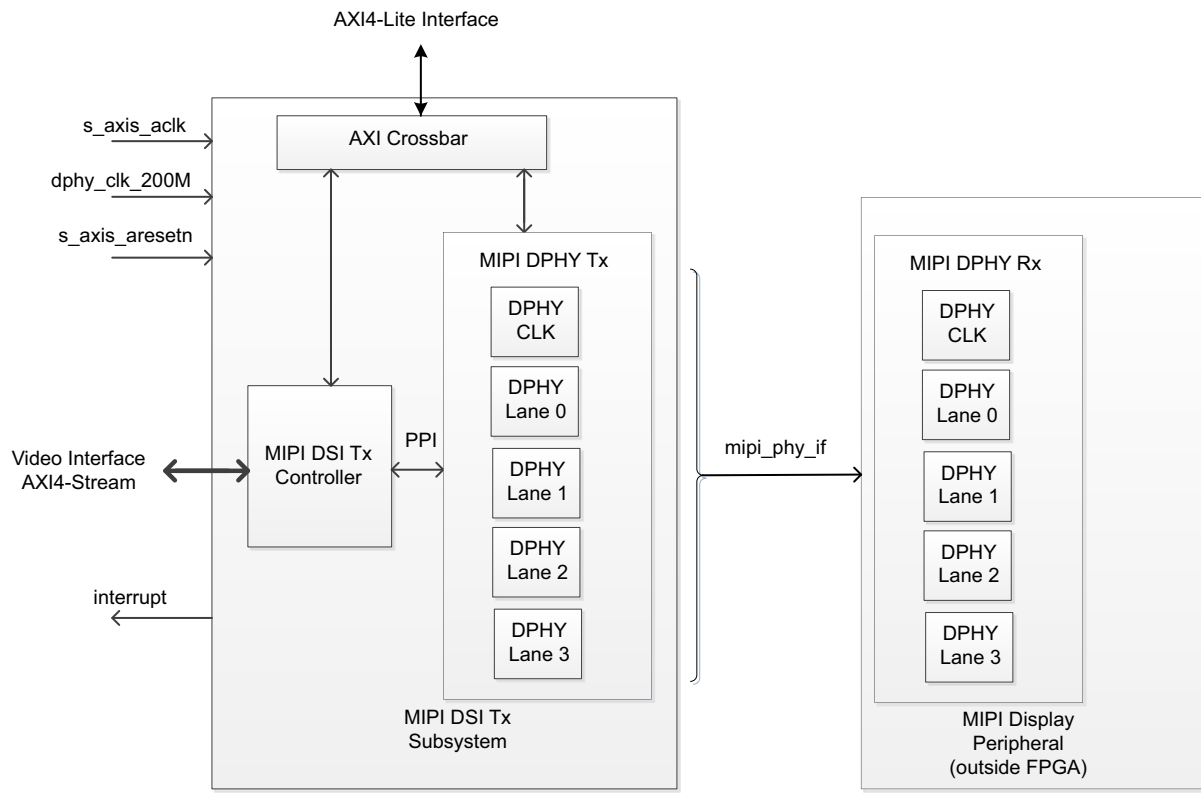 AXI4-Lite Interface
s_axis_aclk
dphy_clk_200M
s_axis_aresetn
Video Interface
AXI4-Stream
interrupt
AXI Crossbar
MIPI DSI Tx
Controller
PPI
MIPI DPHY Tx
DPHY
CLK
DPHY
Lane 0
DPHY
Lane 1
DPHY
Lane 2
DPHY
Lane 3
MIPI DSI Tx
Subsystem
mipi_phy_if
MIPI DPHY Rx
DPHY
CLK
DPHY
Lane 0
DPHY
Lane 1
DPHY
Lane 2
DPHY
Lane 3
MIPI Display
Peripheral
(outside FPGA)